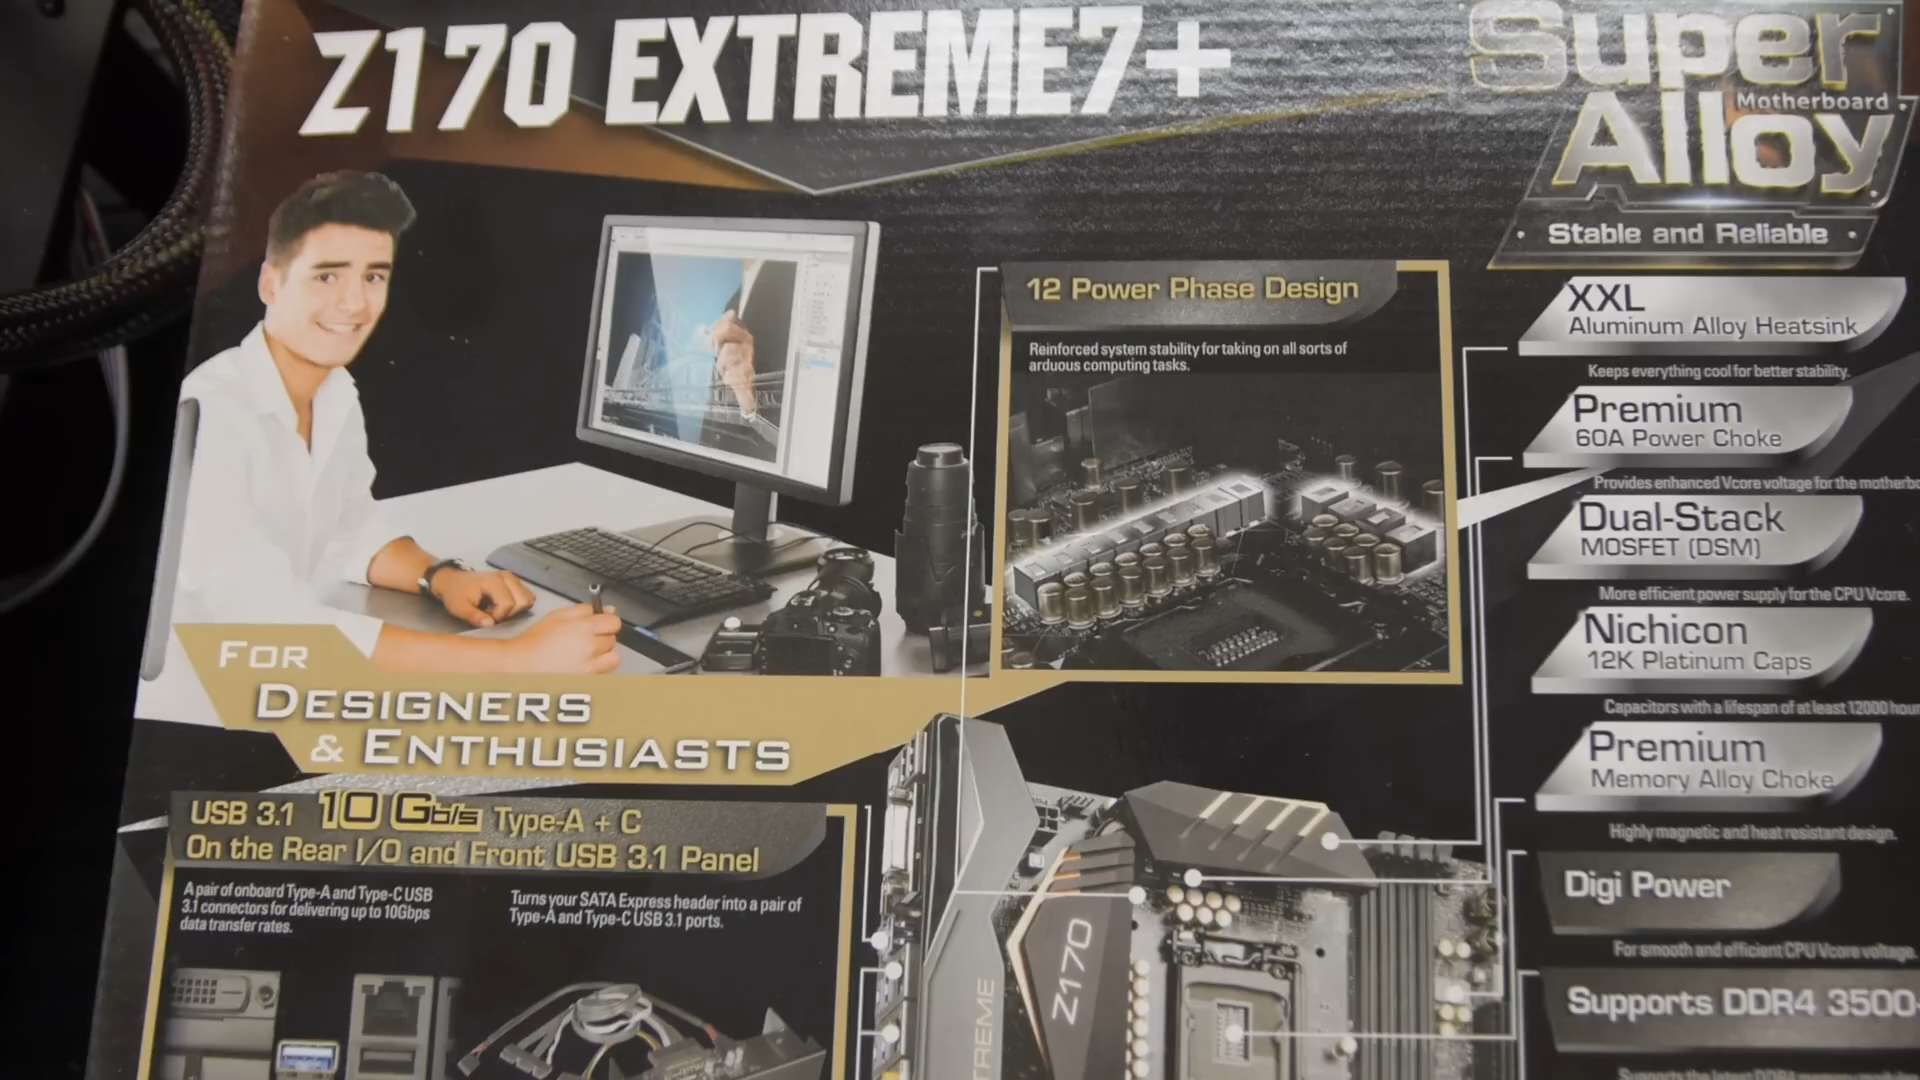 Z170 EXTREME7+
Super
Alloy
Motherboard
Stable and Reliable
12 Power Phase Design
Reinforced system stability for taking on all sorts of
arduous computing tasks.
XXL
Aluminum Alloy Heatsink
Keeps everything cool for better stability.
Premium
60A Power Choke
Provides enhanced Vcore voltage for the
Dual-Stack
MOSFET (DSM)
More efficient power supply for the CPU Vcore.
Nichicon
12K Platinum Caps
Capacitors with a lifespan of at least 12000
Premium
Memory Alloy Choke
Highly magnetic and heat resistant design.
Digi Power
For smooth and efficient CPU Vcore voltage.
Supports DDR4 3500
FOR
DESIGNERS
& ENTHUSIASTS
USB 3.1 10 Gb/s Type-A + C
On the Rear I/O and Front USB 3.1 Panel
A pair of onboard Type-A and Type-C USB
3.1 connectors for delivering up to 10Gbps
data transfer rates.
Turns your SATA Express header into a pair of
Type-A and Type-C USB 3.1 ports.
Z170